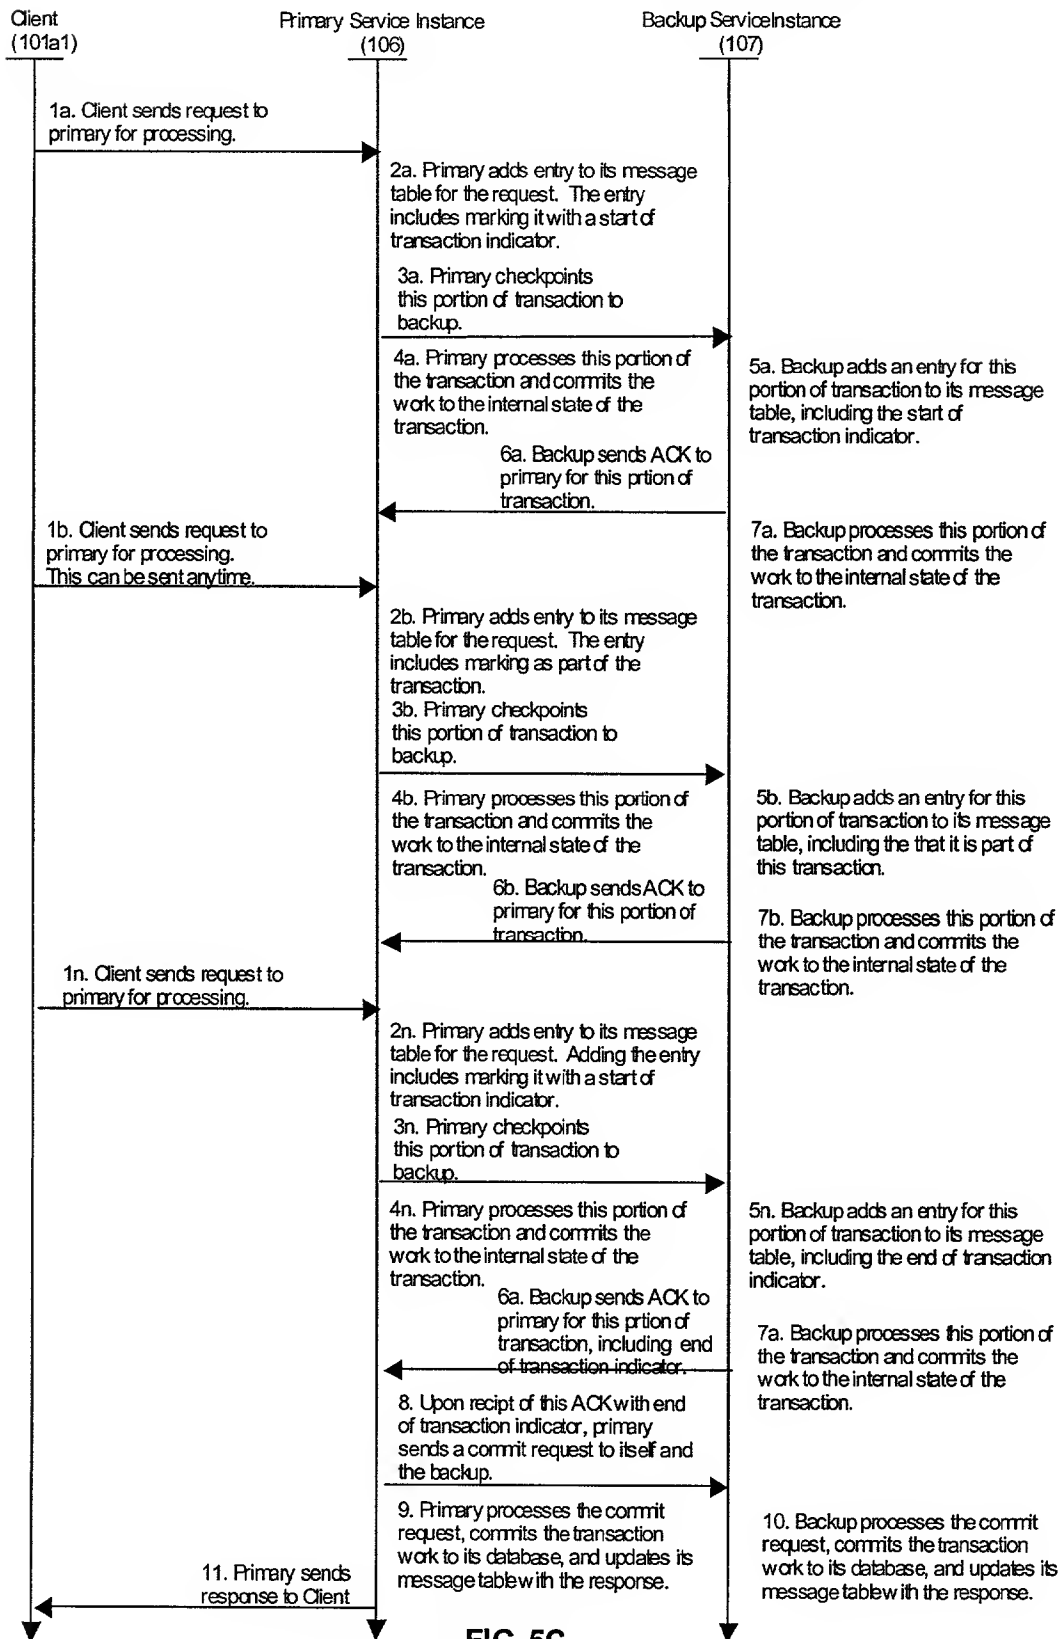 Client
(101a1)
Primary Service Instance
(106)
Backup ServiceInstance
(107)
1a. Client sends request to
primary for processing.
2a. Primary adds entry to its message
table for the request. The entry
includes marking it with a start of
transaction indicator.
3a. Primary checkpoints
this portion of transaction to
backup.
4a. Primary processes this portion of
the transaction and commits the
work to the internal state of the
transaction.
5a. Backup adds an entry for this
portion of transaction to its message
table, including the start of
transaction indicator.
6a. Backup sends ACK to
primary for this prtion of
transaction.
1b. Client sends request to
primary for processing.
This can be sent anytime.
7a. Backup processes this portion of
the transaction and commits the
work to the internal state of the
transaction.
2b. Primary adds entry to its message
table for the request. The entry
includes marking as part of the
transaction.
3b. Primary checkpoints
this portion of transaction to
backup.
4b. Primary processes this portion of
the transaction and commits the
work to the internal state of the
transaction.
5b. Backup adds an entry for this
portion of transaction to its message
table, including the that it is part of
this transaction.
6b. Backup sends ACK to
primary for this portion of
transaction.
7b. Backup processes this portion of
the transaction and commits the
work to the internal state of the
transaction.
1n. Client sends request to
primary for processing.
2n. Primary adds entry to its message
table for the request. Adding the entry
includes marking it with a start of
transaction indicator.
3n. Primary checkpoints
this portion of transaction to
backup.
4n. Primary processes this portion of
the transaction and commits the
work to the internal state of the
transaction.
5n. Backup adds an entry for this
portion of transaction to its message
table, including the end of transaction
indicator.
6a. Backup sends ACK to
primary for this prtion of
transaction, including end
of transaction indicator.
7a. Backup processes this portion of
the transaction and commits the
work to the internal state of the
transaction.
8. Upon recipt of this ACK with end
of transaction indicator, primary
sends a commit request to itself and
the backup.
9. Primary processes the commit
request, commits the transaction
work to its database, and updates its
message table with the response.
10. Backup processes the commit
request, commits the transaction
work to its database, and updates its
message table with the response.
11. Primary sends
response to Client
FIG. 5C